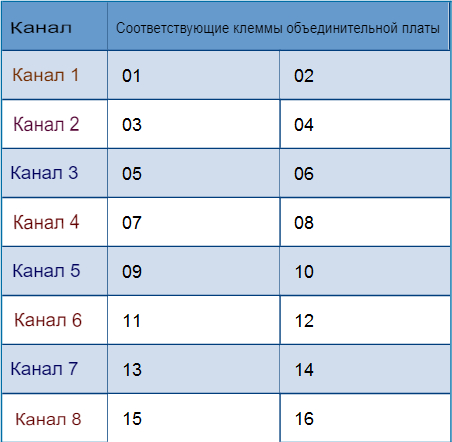 Канал Соответствующие клеммы объединительной платы
Канал 1 01 02
Канал 2 03 04
Канал 3 05 06
Канал 4 07 08
Канал 5 09 10
Канал 6 11 12
Канал 7 13 14
Канал 8 15 16